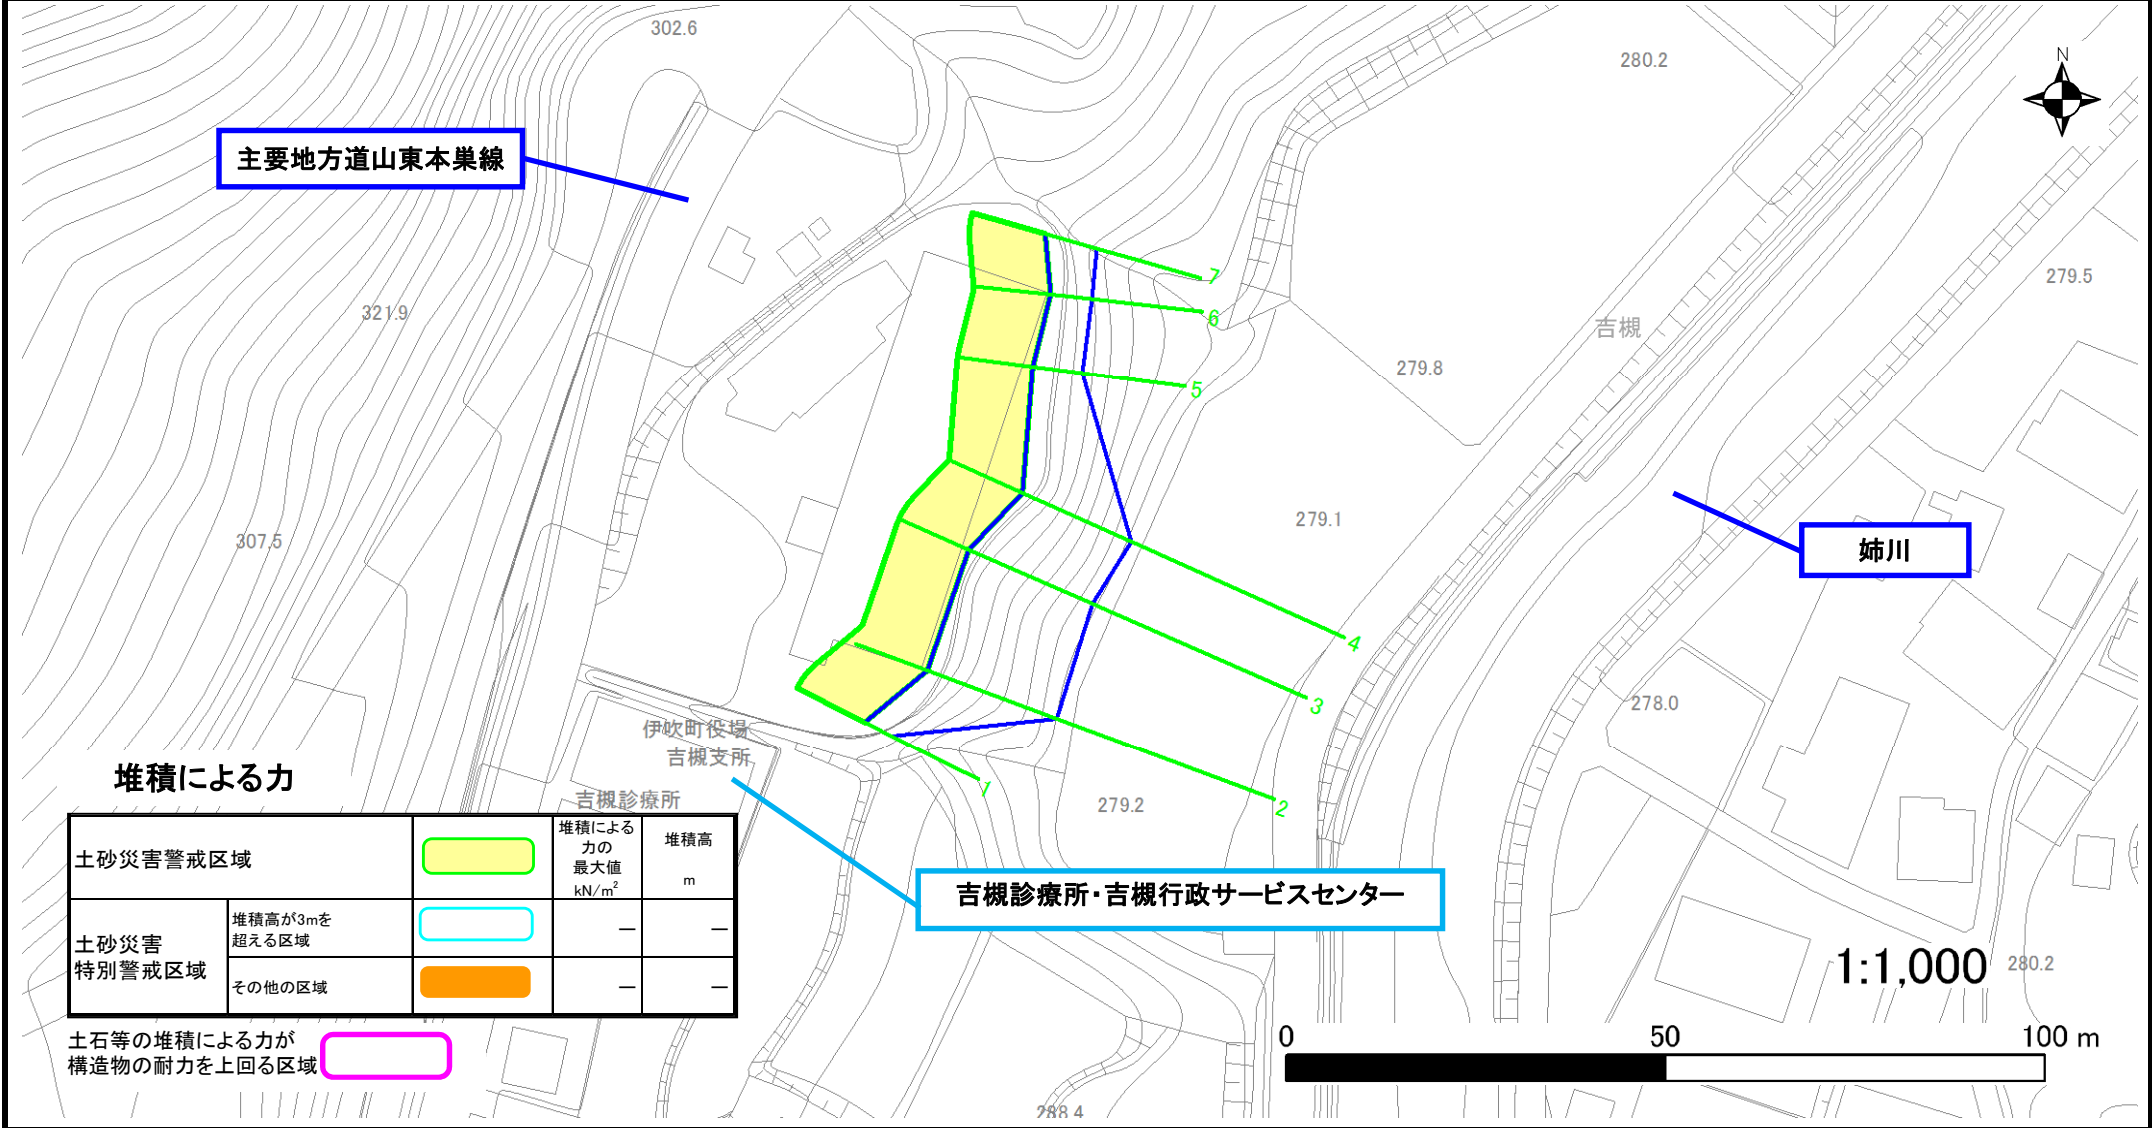 302.6
280.2
N
主要地方道山東本巣線
7
279.5
6
321.9
吉槻
279.8
5
279.1
307.5
姉川
4
278.0
3
伊吹町役場
吉槻支所
1
2
279.2
吉槻診療所
堆積による力
土砂災害警戒区域
堆積による
力の
最大値
kN/m²
堆積高
m
土砂災害
特別警戒区域
堆積高が3mを
超える区域
―
―
その他の区域
―
―
土石等の堆積による力が
構造物の耐力を上回る区域
吉槻診療所・吉槻行政サービスセンター
1:1,000
280.2
0
50
100 m
288.4